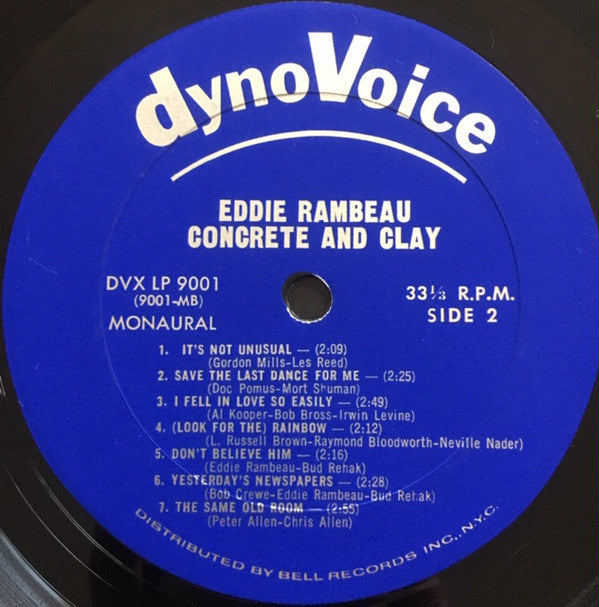 dynoVoice
EDDIE RAMBEAU
CONCRETE AND CLAY
DVX LP 9001
(9001-MB)
MONAURAL
33⅓ R.P.M.
SIDE 2
1. IT'S NOT UNUSUAL — (2:09)
(Gordon Mills-Les Reed)
2. SAVE THE LAST DANCE FOR ME — (2:25)
(Doc Pomus-Mort Shuman)
3. I FELL IN LOVE SO EASILY — (2:49)
(Al Kooper-Bob Bross-Irwin Levine)
4. (LOOK FOR THE) RAINBOW — (2:12)
(L. Russell Brown-Raymond Bloodworth-Neville Nader)
5. DON'T BELIEVE HIM — (2:16)
(Eddie Rambeau-Bud Rehak)
6. YESTERDAY'S NEWSPAPERS — (2:28)
(Bob Crewe-Eddie Rambeau-Bud Rehak)
7. THE SAME OLD ROOM — (2:55)
(Peter Allen-Chris Allen)
DISTRIBUTED BY BELL RECORDS INC., N.Y.C.